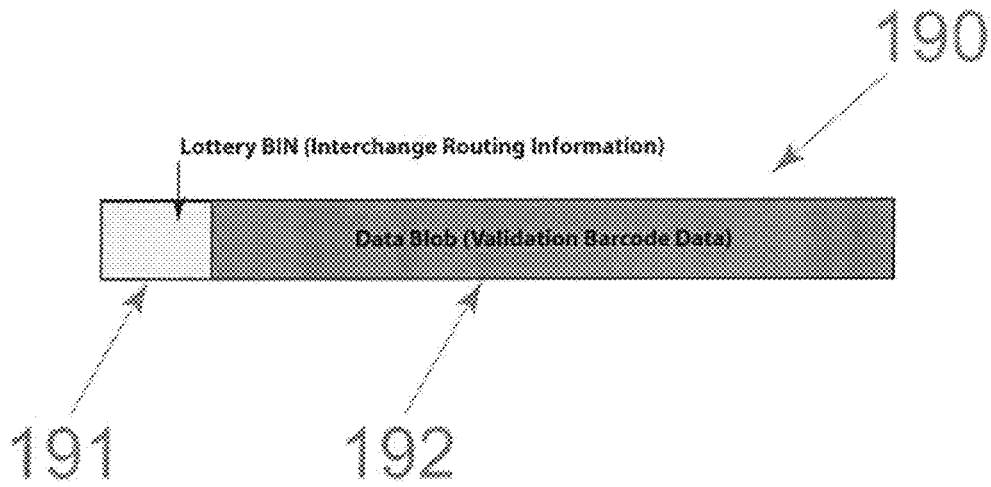 190
Lottery BIN (Interchange Routing Information)
Data Blob (Validation Barcode Data)
191
192